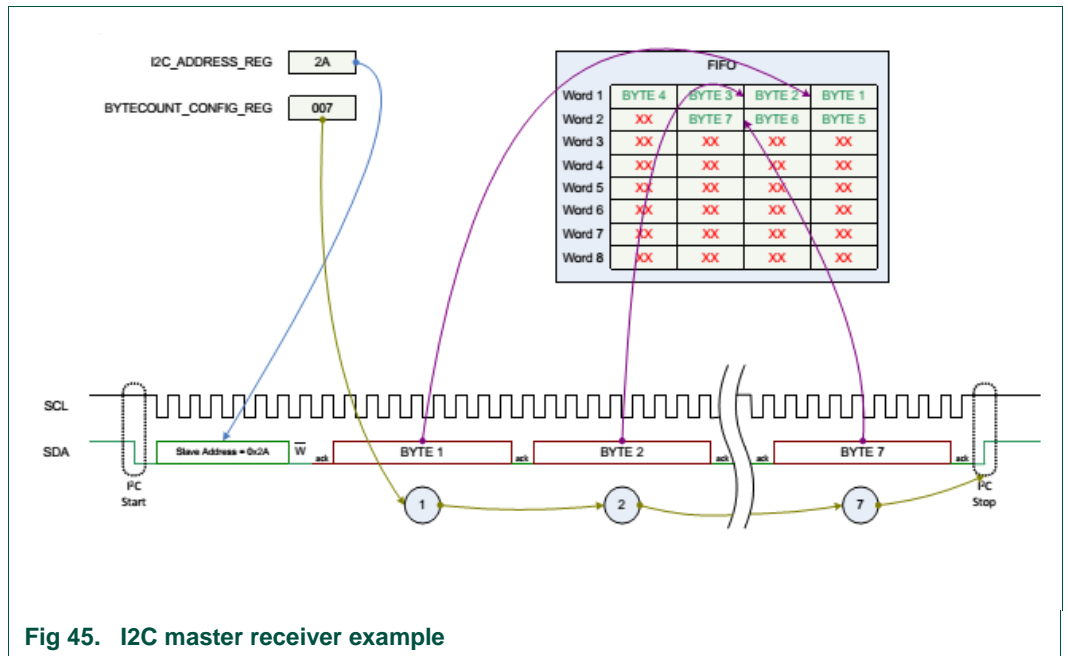 I2C_ADDRESS_REG 2A
BYTECOUNT_CONFIG_REG 007
FIFO
Word 1 BYTE 4 BYTE 3 BYTE 2 BYTE 1
Word 2 XX BYTE 7 BYTE 6 BYTE 5
Word 3 XX XX XX XX
Word 4 XX XX XX XX
Word 5 XX XX XX XX
Word 6 XX XX XX XX
Word 7 XX XX XX XX
Word 8 XX XX XX XX
SCL
SDA Slave Address = 0x2A W̅ ack BYTE 1 ack BYTE 2 ack ack BYTE 7 ack
I²C
Start
I²C
Stop
1 2 7
Fig 45. I2C master receiver example